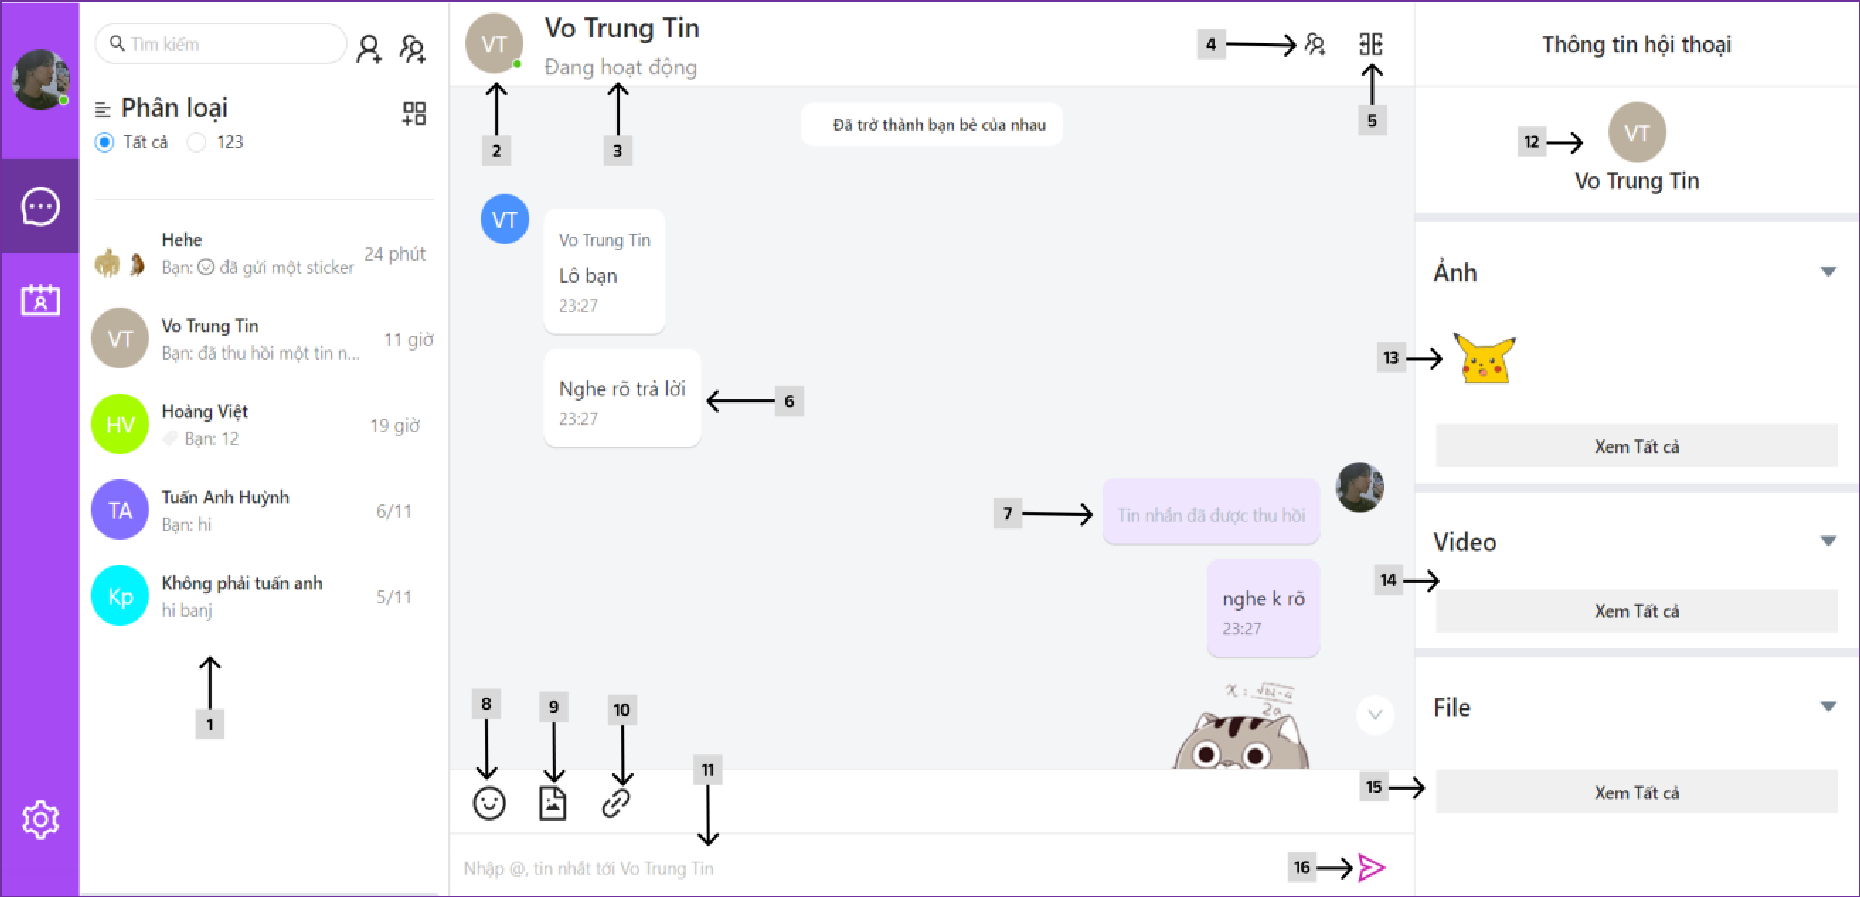 Tìm kiếm
Phân loại
Tất cả
123
Hehe
Bạn: đã gửi một sticker
24 phút
VT
Vo Trung Tin
Bạn: đã thu hồi một tin n...
11 giờ
HV
Hoàng Việt
Bạn: 12
19 giờ
TA
Tuấn Anh Huỳnh
Bạn: hi
6/11
Kp
Không phải tuấn anh
hi banj
5/11
1
VT
Vo Trung Tin
Đang hoạt động
2
3
4
5
Đã trở thành bạn bè của nhau
VT
Vo Trung Tin
Lô bạn
23:27
Nghe rõ trả lời
23:27
6
7
Tin nhắn đã được thu hồi
nghe k rõ
23:27
8
9
10
11
Nhập @, tin nhắt tới Vo Trung Tin
16
Thông tin hội thoại
12
VT
Vo Trung Tin
Ảnh
13
Xem Tất cả
Video
14
Xem Tất cả
File
15
Xem Tất cả